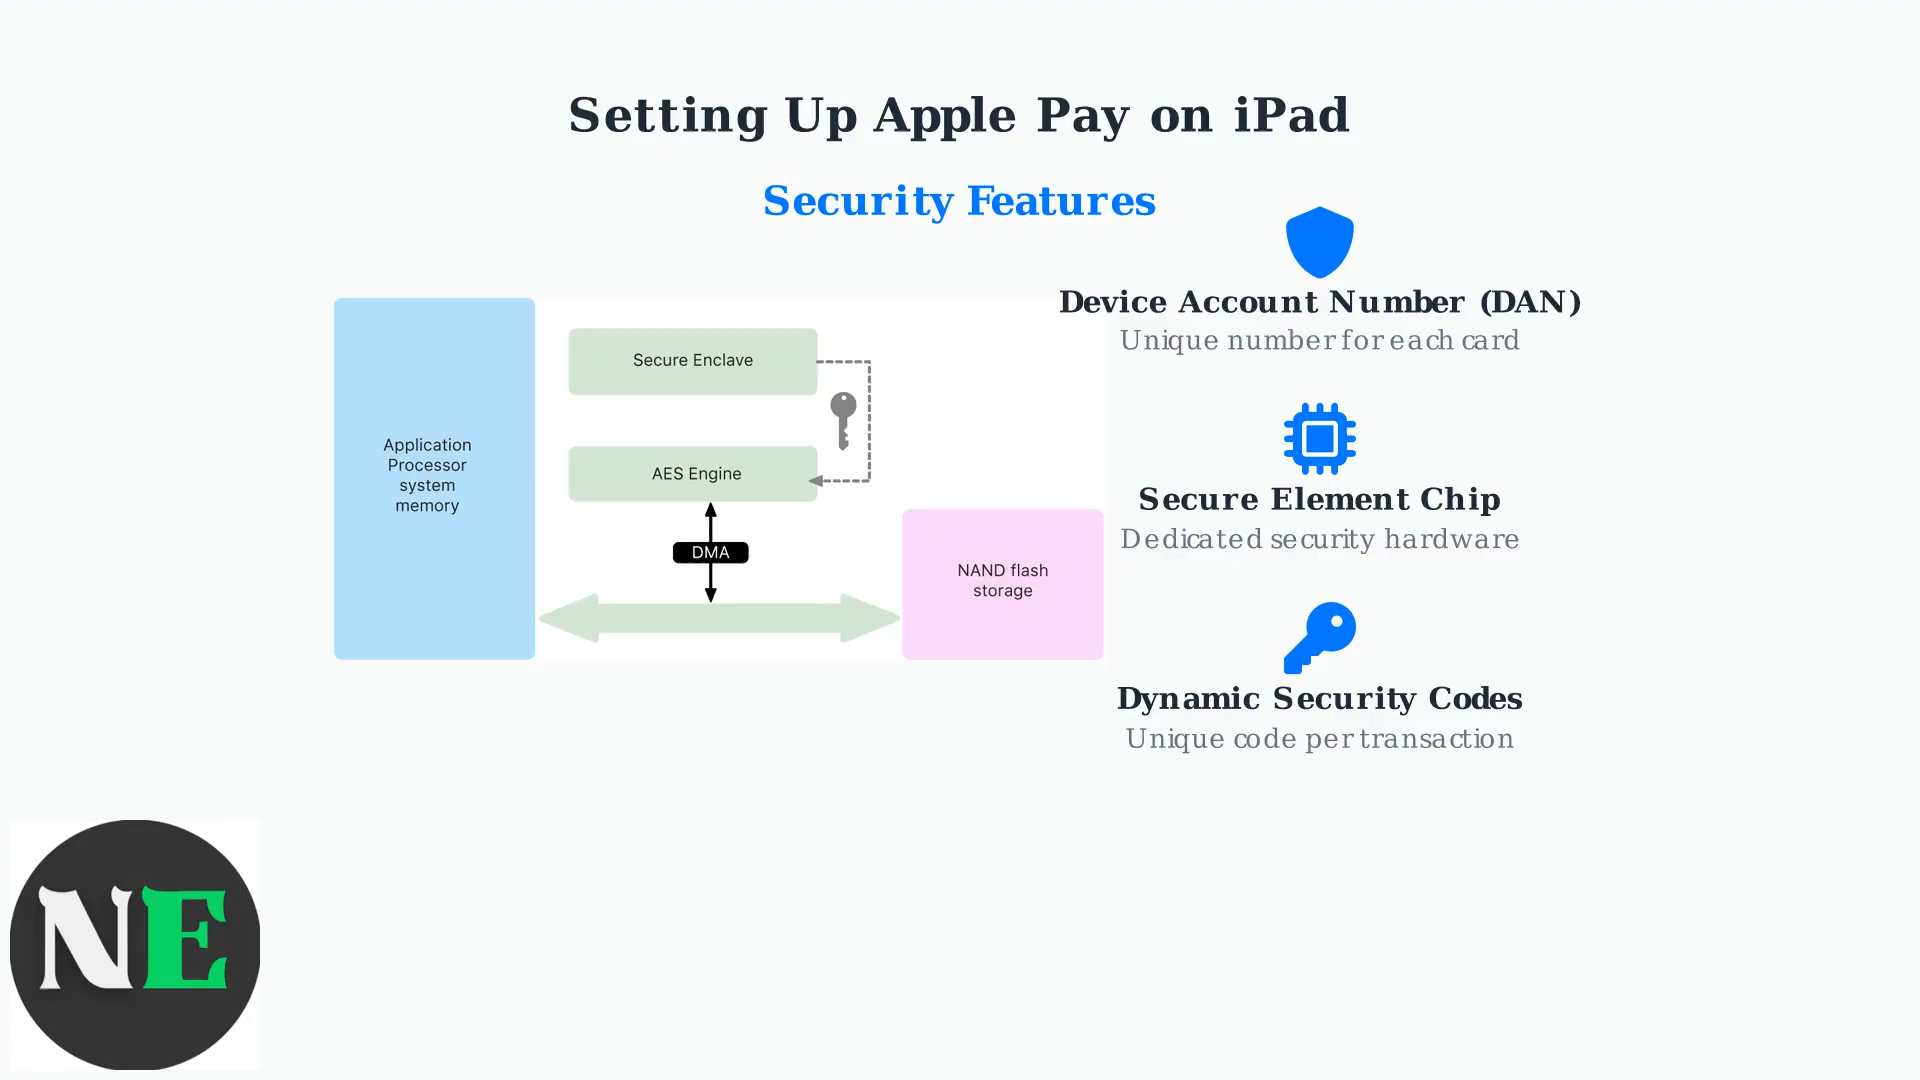 Setting Up Apple Pay on iPad
Security Features
Application
Processor
system
memory
Secure Enclave
AES Engine
DMA
NAND flash
storage
Device Account Number (DAN)
Unique number for each card
Secure Element Chip
Dedicated security hardware
Dynamic Security Codes
Unique code per transaction
NE